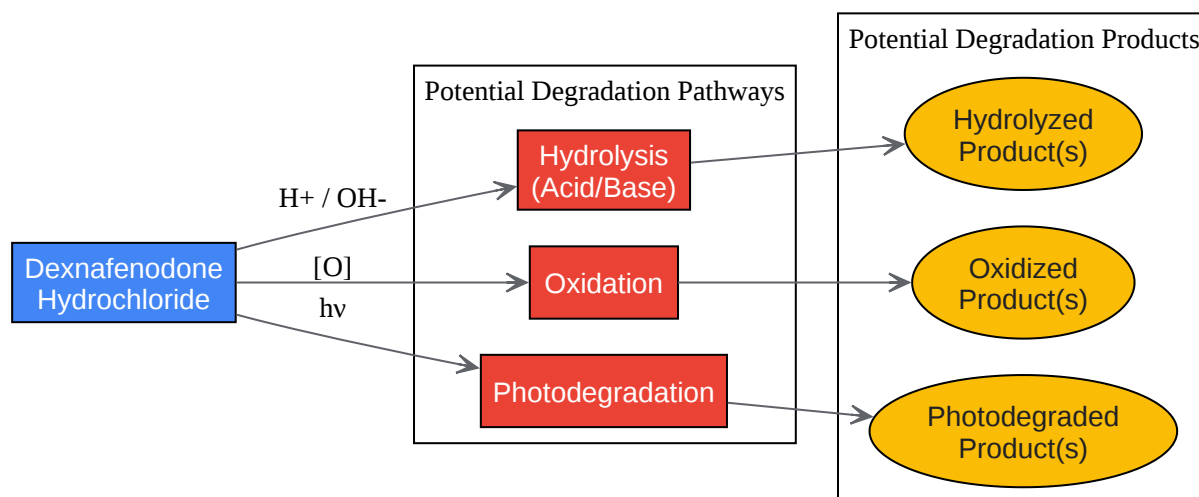 Potential Degradation Products
Potential Degradation Pathways
Hydrolyzed
Product(s)
Hydrolysis
(Acid/Base)
H+ / OH-
Dexnafenodone
Hydrochloride
[O]
Oxidation
Oxidized
Product(s)
hν
Photodegradation
Photodegraded
Product(s)